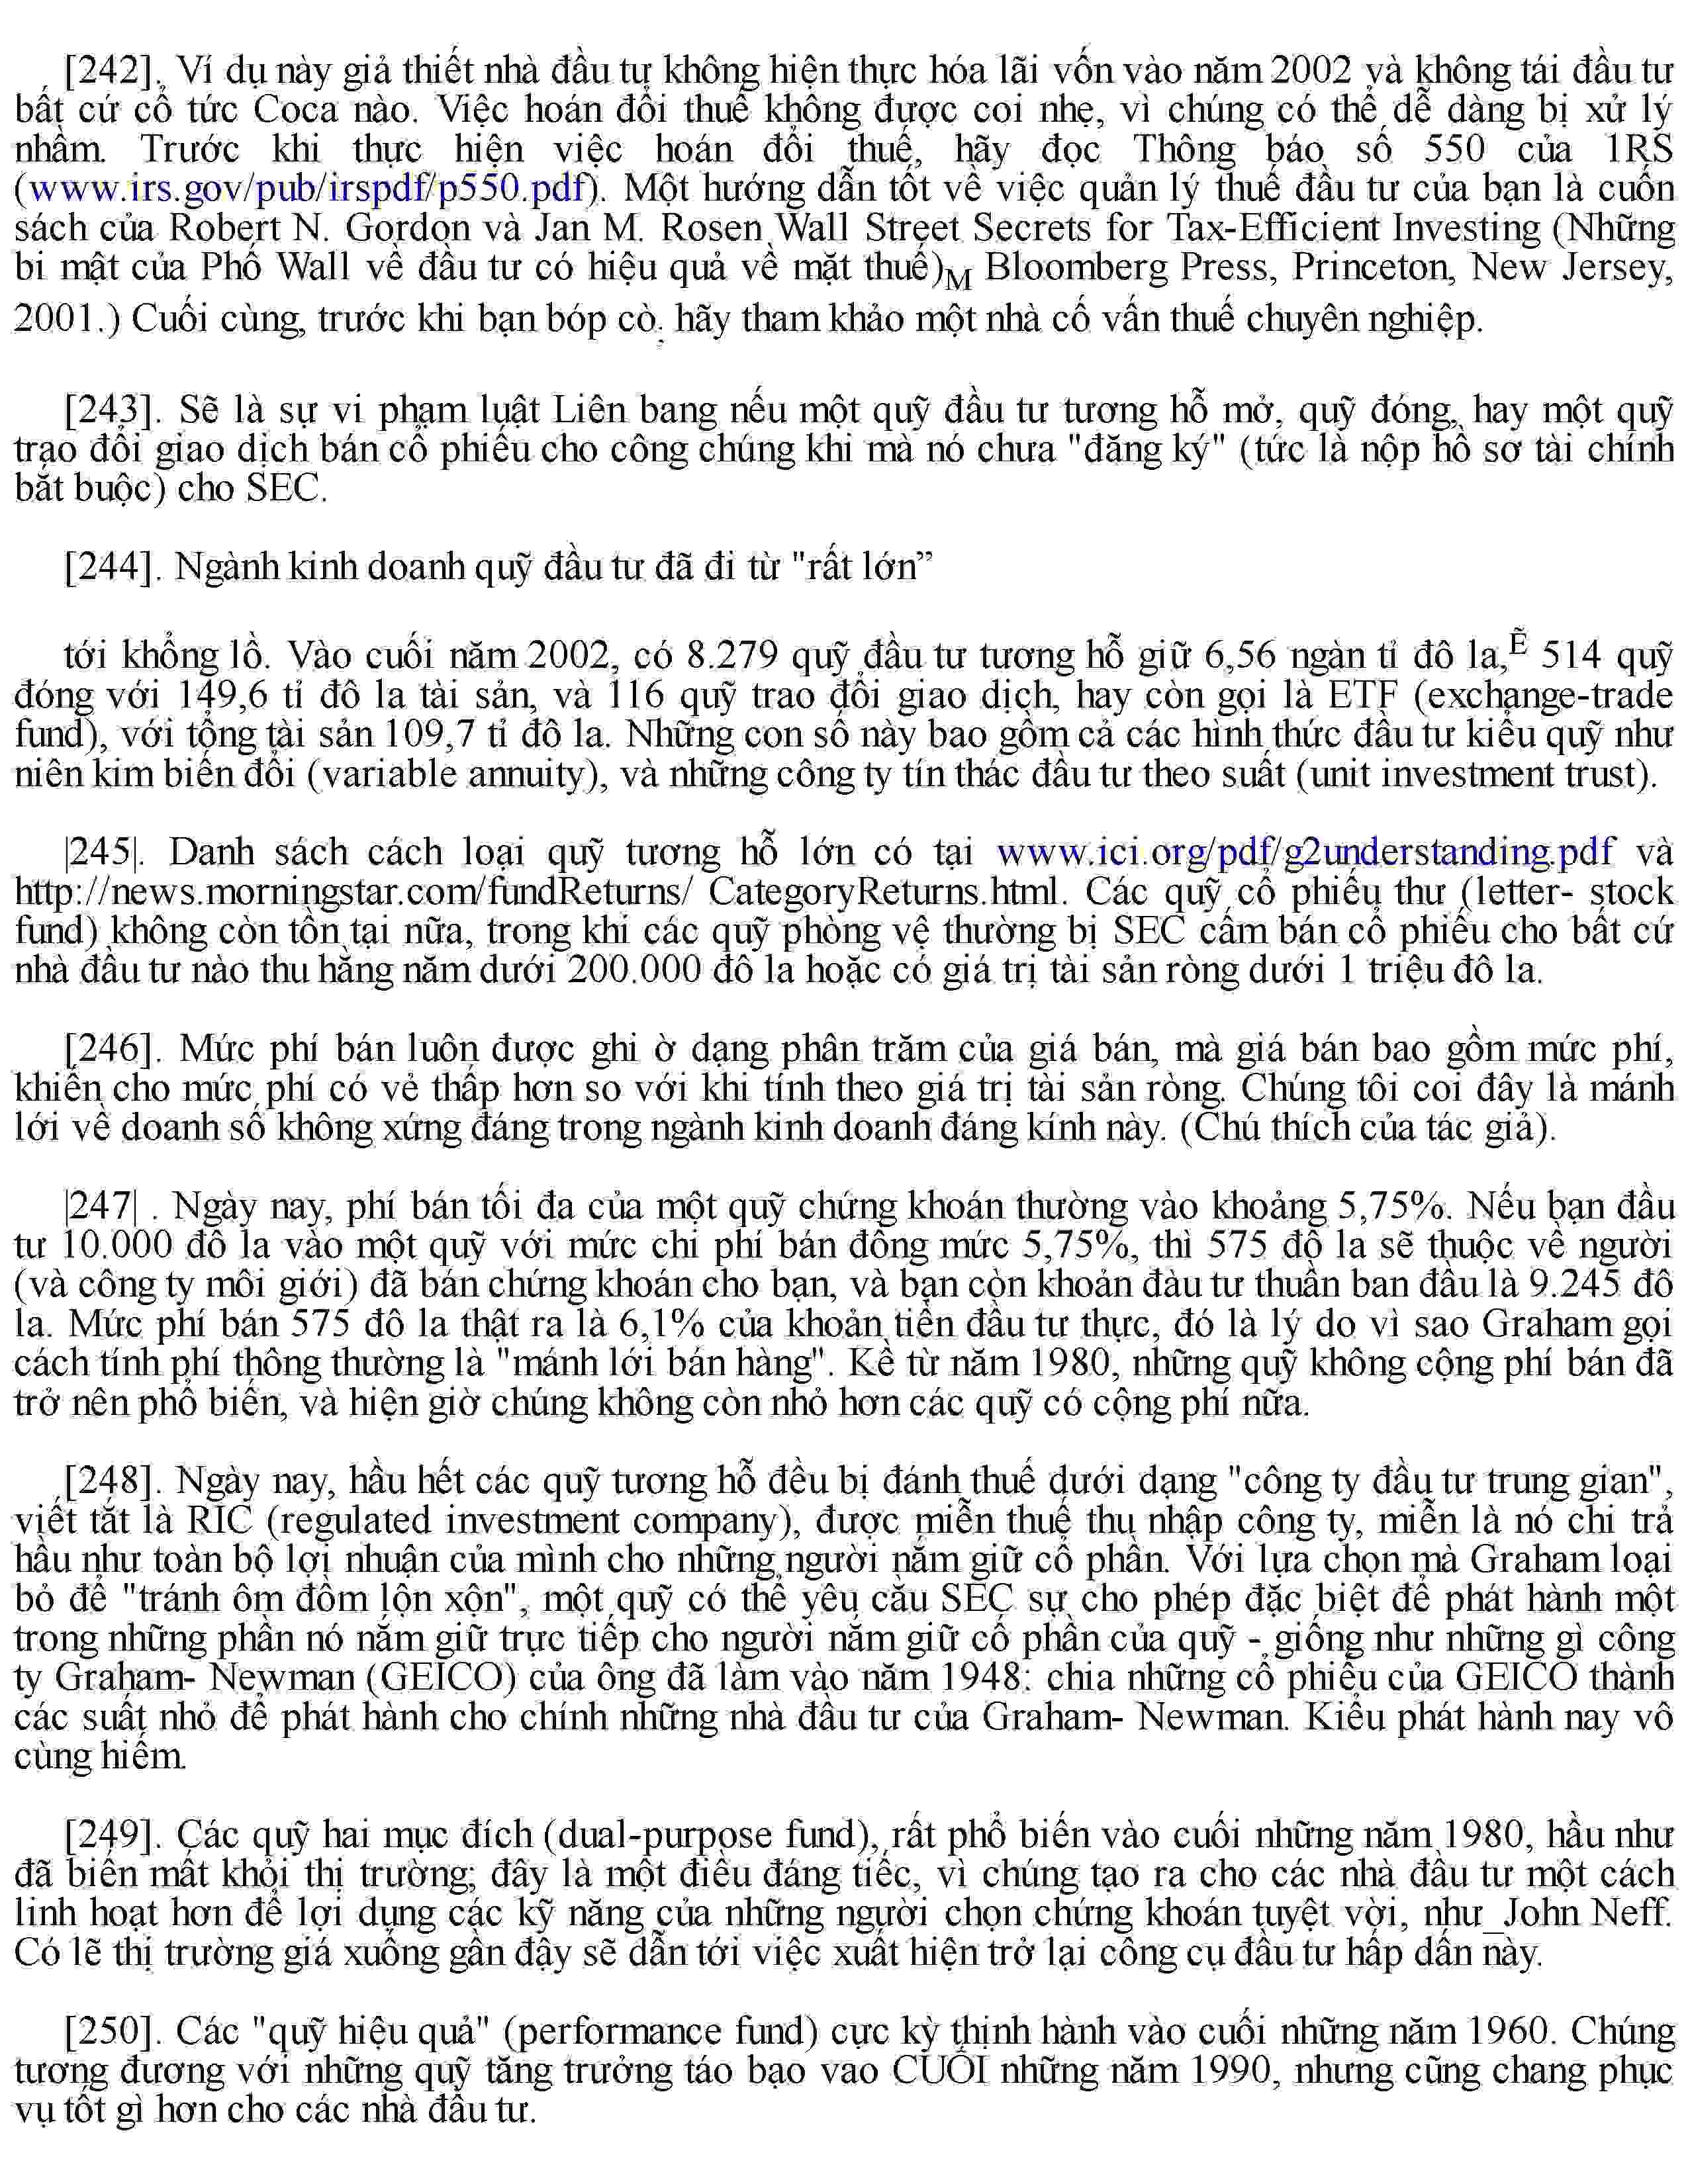 [242]. Ví dụ này giả thiết nhà đầu tư không hiện thực hóa lãi vốn vào năm 2002 và không tái đầu tư
bất cứ cổ tức Coca nào. Việc hoán đổi thuế không được coi nhẹ, vì chúng có thể dễ dàng bị xử lý
nhầm. Trước khi thực hiện việc hoán đổi thuế, hãy đọc Thông báo số 550 của 1RS
(www.irs.gov/pub/irspdf/p550.pdf). Một hướng dẫn tốt về việc quản lý thuế đầu tư của bạn là cuốn
sách của Robert N. Gordon và Jan M. Rosen Wall Street Secrets for Tax-Efficient Investing (Những
bi mật của Phố Wall về đầu tư có hiệu quả về mặt thuế)M Bloomberg Press, Princeton, New Jersey,
2001.) Cuối cùng, trước khi bạn bóp cò. hãy tham khảo một nhà cố vấn thuế chuyên nghiệp.
[243]. Sẽ là sự vi phạm luật Liên bang nếu một quỹ đầu tư tương hỗ mở, quỹ đóng, hay một quỹ
trao đổi giao dịch bán cổ phiếu cho công chúng khi mà nó chưa "đăng ký" (tức là nộp hồ sơ tài chính
bắt buộc) cho SEC.
[244]. Ngành kinh doanh quỹ đầu tư đã đi từ "rất lớn”
tới khổng lồ. Vào cuối năm 2002, có 8.279 quỹ đầu tư tương hỗ giữ 6,56 ngàn tỉ đô la,Ẽ 514 quỹ
đóng với 149,6 tỉ đô la tài sản, và 116 quỹ trao đổi giao dịch, hay còn gọi là ETF (exchange-trade
fund), với tổng tài sản 109,7 tỉ đô la. Những con số này bao gồm cả các hình thức đầu tư kiểu quỹ như
niên kim biến đổi (variable annuity), và những công ty tín thác đầu tư theo suất (unit investment trust).
|245|. Danh sách cách loại quỹ tương hỗ lớn có tại www.ici.org/pdf/g2understanding.pdf và
http://news.morningstar.com/fundReturns/ CategoryReturns.html. Các quỹ cổ phiếu thư (letter- stock
fund) không còn tồn tại nữa, trong khi các quỹ phòng vệ thường bị SEC cấm bán cổ phiếu cho bất cứ
nhà đầu tư nào thu hằng năm dưới 200.000 đô la hoặc có giá trị tài sản ròng dưới 1 triệu đô la.
[246]. Mức phí bán luôn được ghi ờ dạng phân trăm của giá bán, mà giá bán bao gồm mức phí,
khiến cho mức phí có vẻ thấp hơn so với khi tính theo giá trị tài sản ròng. Chúng tôi coi đây là mánh
lới về doanh số không xứng đáng trong ngành kinh doanh đáng kính này. (Chú thích của tác giả).
|247| . Ngày nay, phí bán tối đa của một quỹ chứng khoán thường vào khoảng 5,75%. Nếu bạn đầu
tư 10.000 đô la vào một quỹ với mức chi phí bán đồng mức 5,75%, thì 575 đô la sẽ thuộc về người
(và công ty môi giới) đã bán chứng khoán cho bạn, và bạn còn khoản đàu tư thuần ban đầu là 9.245 đô
la. Mức phí bán 575 đô la thật ra là 6,1% của khoản tiền đầu tư thực, đó là lý do vì sao Graham gọi
cách tính phí thông thường là "mánh lới bán hàng". Kề từ năm 1980, những quỹ không cộng phí bán đã
trở nên phổ biến, và hiện giờ chúng không còn nhỏ hơn các quỹ có cộng phí nữa.
[248]. Ngày nay, hầu hết các quỹ tương hỗ đều bị đánh thuế dưới dạng "công ty đầu tư trung gian",
viết tắt là RIC (regulated investment company), được miễn thuế thu nhập công ty, miễn là nó chi trả
hầu như toàn bộ lợi nhuận của mình cho những người nắm giữ cổ phần. Với lựa chọn mà Graham loại
bỏ để "tránh ôm đồm lộn xộn", một quỹ có thể yêu cầu SEC sự cho phép đặc biệt để phát hành một
trong những phần nó nắm giữ trực tiếp cho người nắm giữ cổ phần của quỹ - giống như những gì công
ty Graham- Newman (GEICO) của ông đã làm vào năm 1948: chia những cổ phiếu của GEICO thành
các suất nhỏ để phát hành cho chính những nhà đầu tư của Graham- Newman. Kiểu phát hành nay vô
cùng hiếm.
[249]. Các quỹ hai mục đích (dual-purpose fund), rất phổ biến vào cuối những năm 1980, hầu như
đã biến mất khỏi thị trường; đây là một điều đáng tiếc, vì chúng tạo ra cho các nhà đầu tư một cách
linh hoạt hơn để lợi dụng các kỹ năng của những người chọn chứng khoán tuyệt vời, như_John Neff.
Có lẽ thị trường giá xuống gần đậy sẽ dẫn tới việc xuất hiện trở lại công cụ đầu tư hấp dấn này.
[250]. Các "quỹ hiệu quả" (performance fund) cực kỳ thịnh hành vào cuối những năm 1960. Chúng
tương đương với những quỹ tăng trưởng táo bạo vao CUỐI những năm 1990, nhưng cũng chang phục
vụ tốt gì hơn cho các nhà đầu tư.